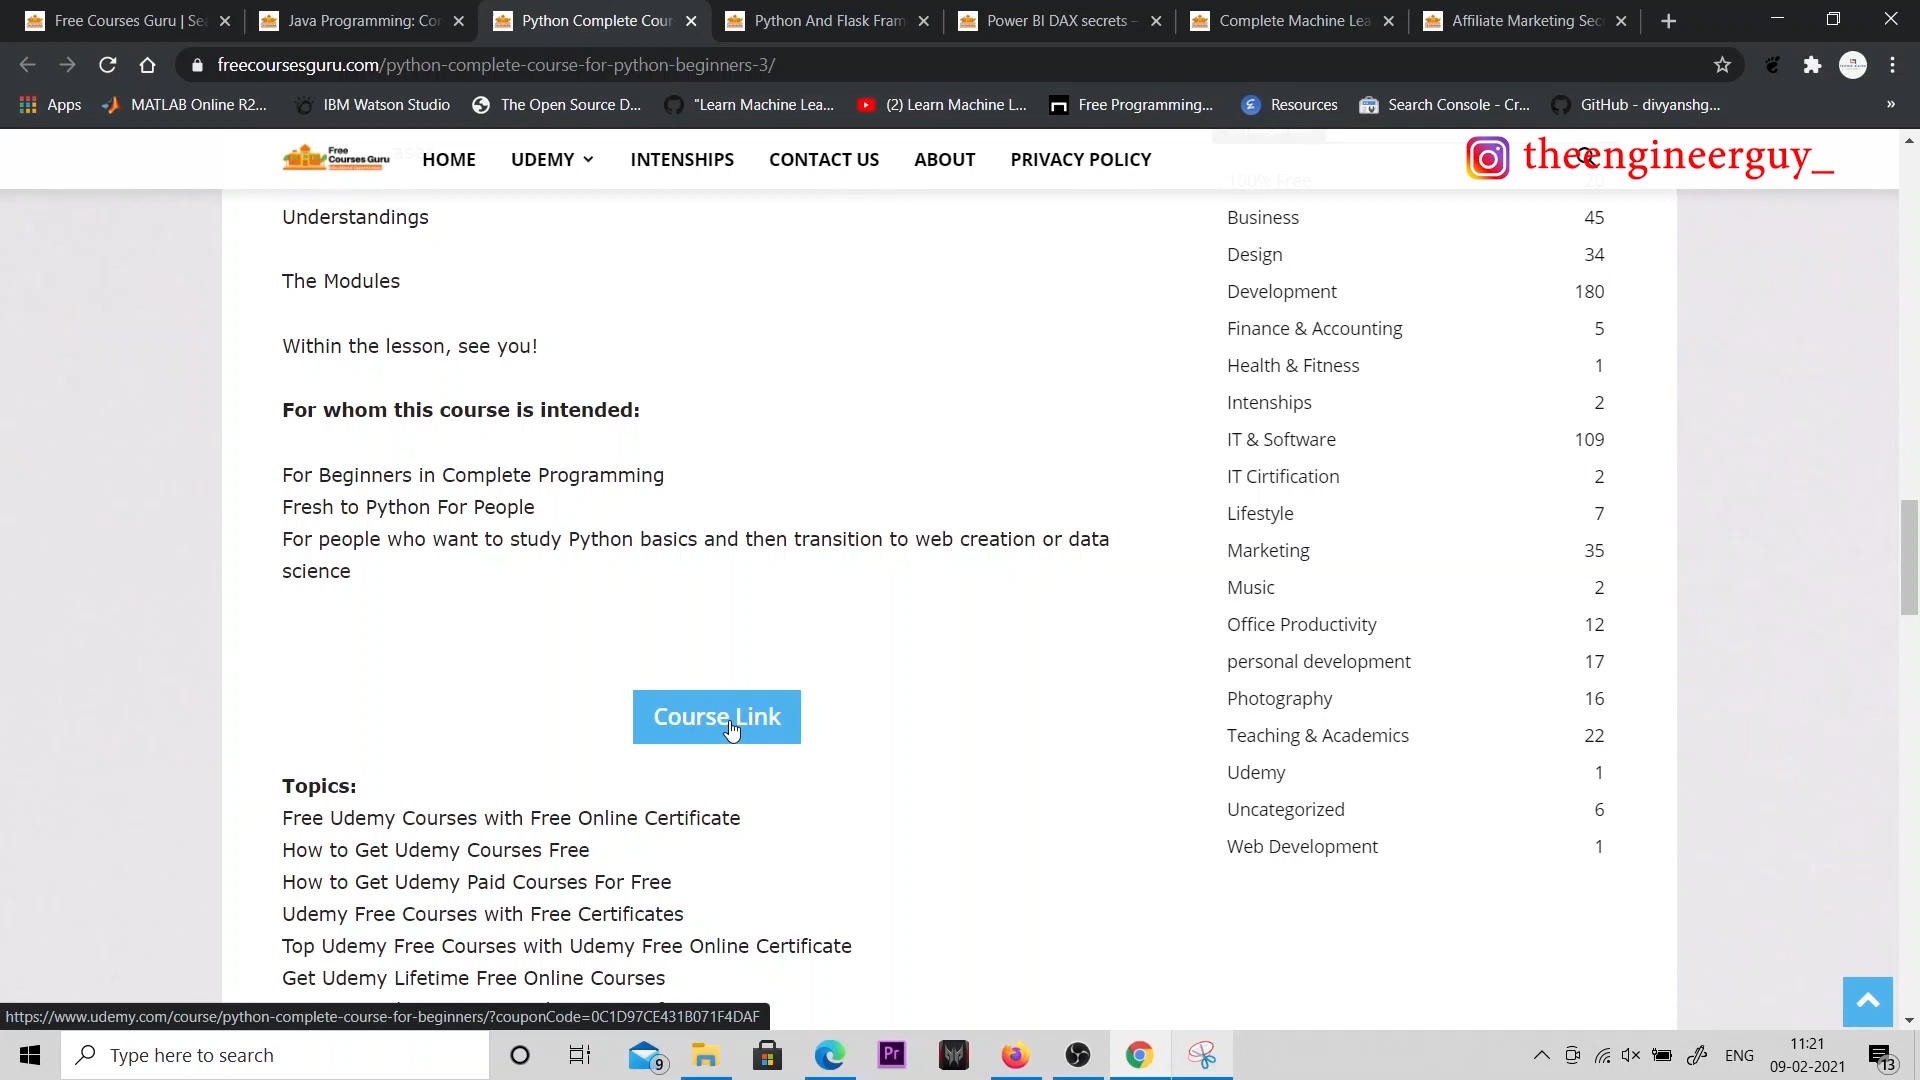 Free Courses Guru | Se
Java Programming: Co
Python Complete Cour
Python And Flask Fram
Power BI DAX secrets –
Complete Machine Lea
Affiliate Marketing Sec
freecoursesguru.com/python-complete-course-for-python-beginners-3/
Apps
MATLAB Online R2...
IBM Watson Studio
The Open Source D...
"Learn Machine Lea...
(2) Learn Machine L...
Free Programming...
Resources
Search Console - Cr...
GitHub - divyanshg...
»
Free Courses Guru
HOME
UDEMY
INTENSHIPS
CONTACT US
ABOUT
PRIVACY POLICY
theengineerguy_
100% Free 20
Understandings
The Modules
Within the lesson, see you!
For whom this course is intended:
For Beginners in Complete Programming
Fresh to Python For People
For people who want to study Python basics and then transition to web creation or data
science
Course Link
Topics:
Free Udemy Courses with Free Online Certificate
How to Get Udemy Courses Free
How to Get Udemy Paid Courses For Free
Udemy Free Courses with Free Certificates
Top Udemy Free Courses with Udemy Free Online Certificate
Get Udemy Lifetime Free Online Courses
Business 45
Design 34
Development 180
Finance & Accounting 5
Health & Fitness 1
Intenships 2
IT & Software 109
IT Cirtification 2
Lifestyle 7
Marketing 35
Music 2
Office Productivity 12
personal development 17
Photography 16
Teaching & Academics 22
Udemy 1
Uncategorized 6
Web Development 1
https://www.udemy.com/course/python-complete-course-for-beginners/?couponCode=0C1D97CE431B071F4DAF
Type here to search
9
Pr
ENG
11:21
09-02-2021
13